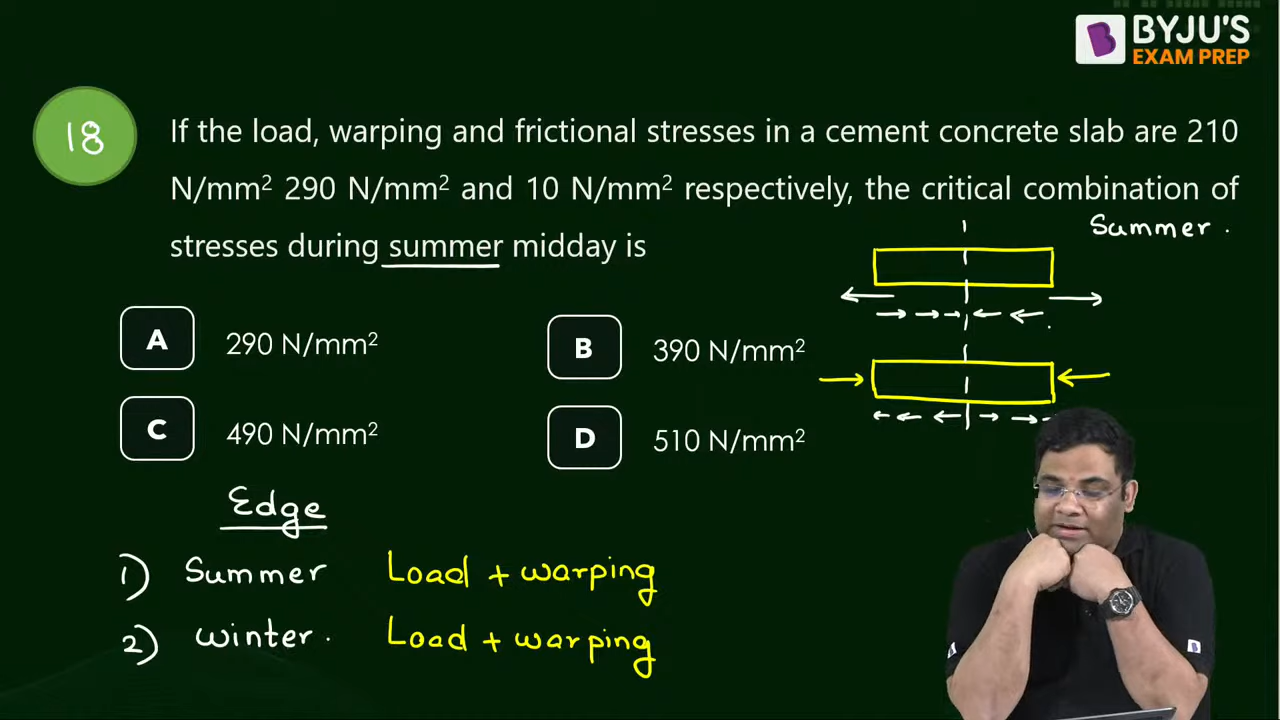 BYJU'S
EXAM PREP
18
If the load, warping and frictional stresses in a cement concrete slab are 210
N/mm² 290 N/mm² and 10 N/mm² respectively, the critical combination of
stresses during summer midday is
Summer.
A 290 N/mm²
B 390 N/mm²
C 490 N/mm²
D 510 N/mm²
Edge
1) Summer Load + warping
2) winter. Load + warping